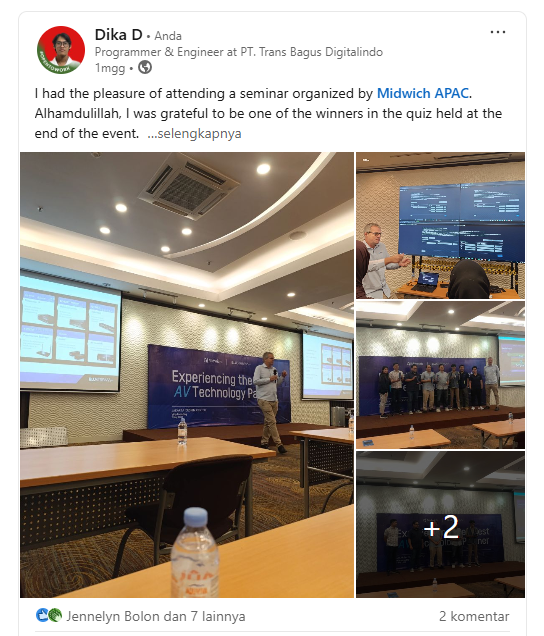 Dika D • Anda
Programmer & Engineer at PT. Trans Bagus Digitalindo
1mgg •
I had the pleasure of attending a seminar organized by Midwich APAC.
Alhamdulillah, I was grateful to be one of the winners in the quiz held at the
end of the event. ...selengkapnya
Experiencing the
AV Technology Pa
+2
Jennelyn Bolon dan 7 lainnya
2 komentar